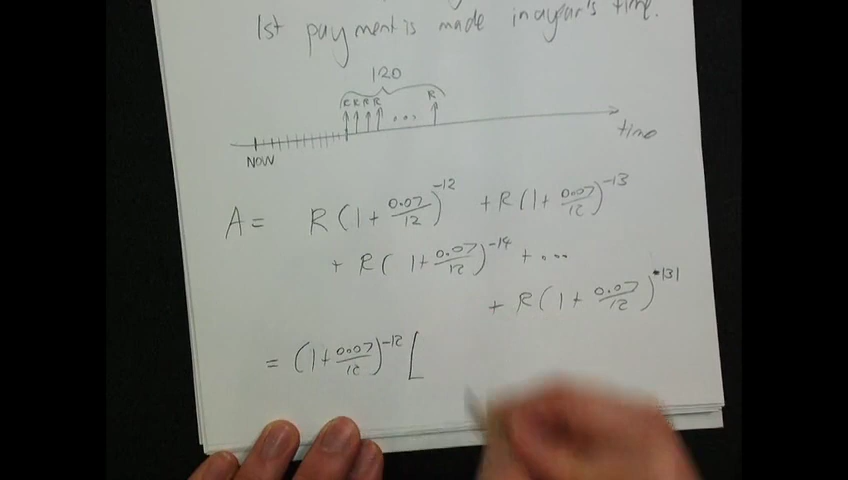 1st payment is made in a year's time.
120
R R R R ... R
NOW
time
A = R(1+0.07/12)^-12 + R(1+0.07/12)^-13
+ R(1+0.07/12)^-14 + ...
+ R(1+0.07/12)^-131
= (1+0.07/12)^-12 [